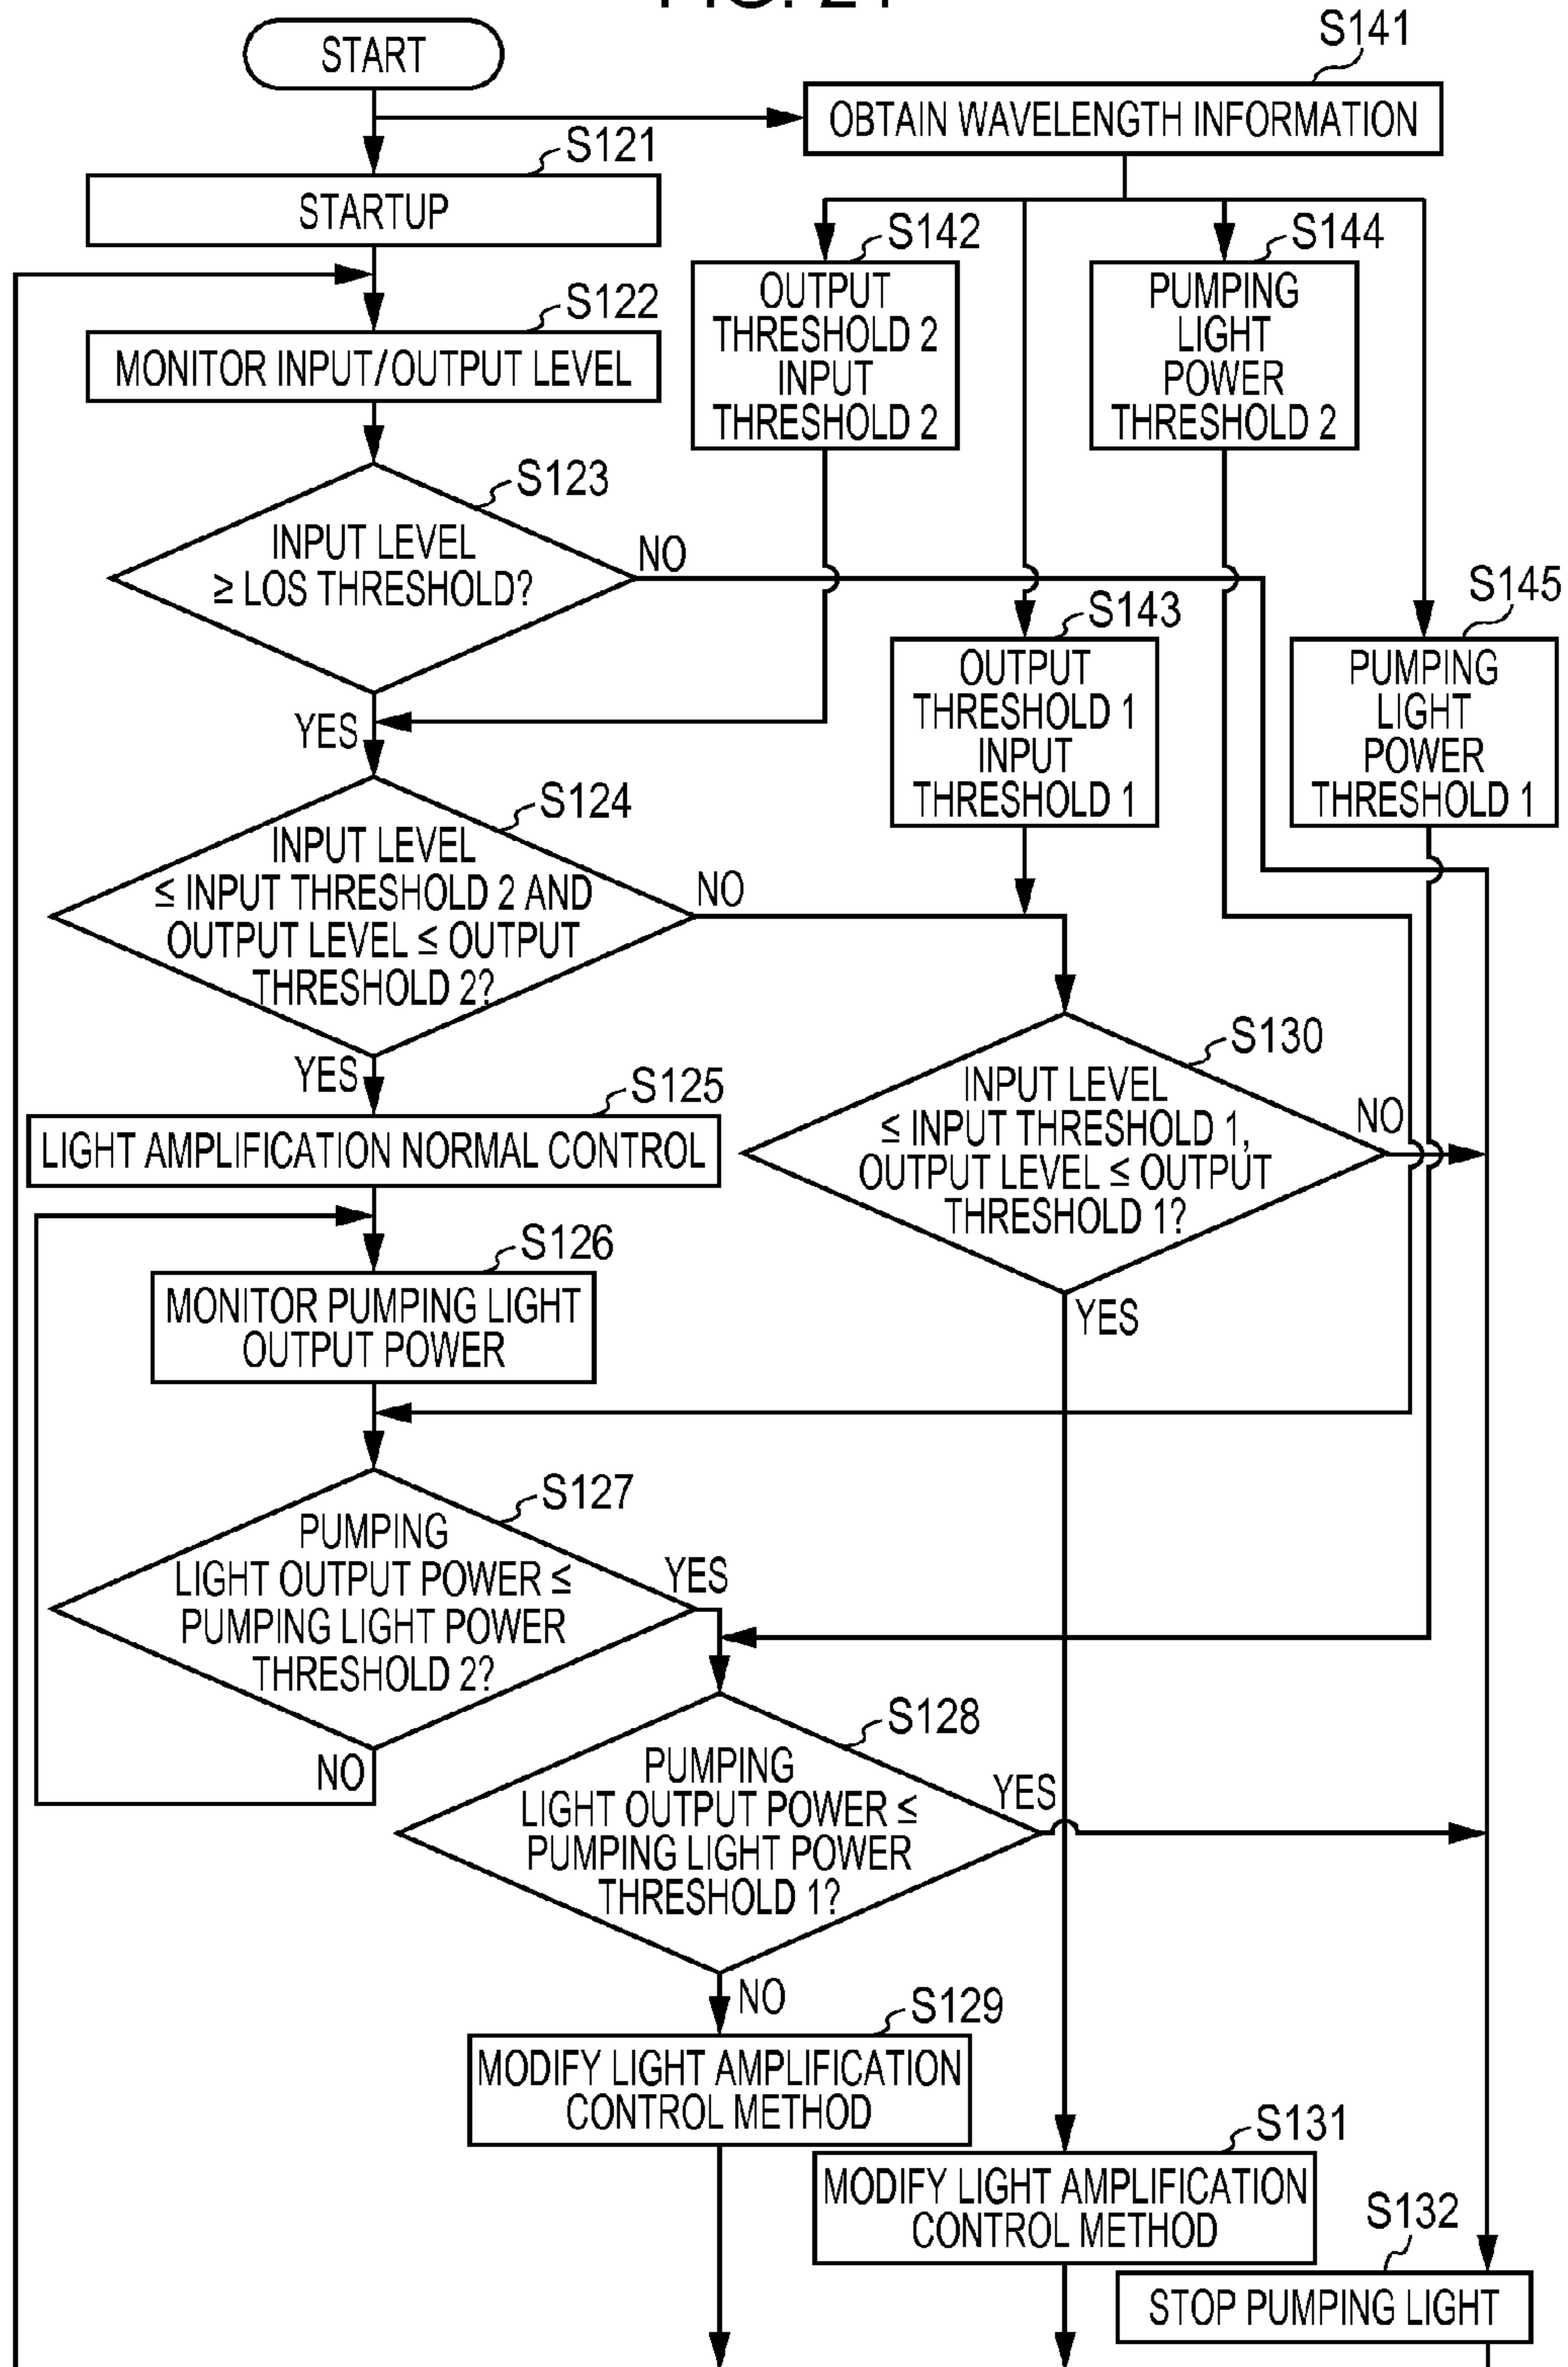 START
S141
OBTAIN WAVELENGTH INFORMATION
S121
STARTUP
S142
OUTPUT
THRESHOLD 2
INPUT
THRESHOLD 2
S144
PUMPING
LIGHT
POWER
THRESHOLD 2
S122
MONITOR INPUT/OUTPUT LEVEL
S123
INPUT LEVEL
≥ LOS THRESHOLD?
NO
YES
S143
OUTPUT
THRESHOLD 1
INPUT
THRESHOLD 1
S145
PUMPING
LIGHT
POWER
THRESHOLD 1
S124
INPUT LEVEL
≤ INPUT THRESHOLD 2 AND
OUTPUT LEVEL ≤ OUTPUT
THRESHOLD 2?
NO
YES
S130
INPUT LEVEL
≤ INPUT THRESHOLD 1,
OUTPUT LEVEL ≤ OUTPUT
THRESHOLD 1?
NO
YES
S125
LIGHT AMPLIFICATION NORMAL CONTROL
S126
MONITOR PUMPING LIGHT
OUTPUT POWER
S127
PUMPING
LIGHT OUTPUT POWER ≤
PUMPING LIGHT POWER
THRESHOLD 2?
YES
NO
S128
PUMPING
LIGHT OUTPUT POWER ≤
PUMPING LIGHT POWER
THRESHOLD 1?
YES
NO
S129
MODIFY LIGHT AMPLIFICATION
CONTROL METHOD
S131
MODIFY LIGHT AMPLIFICATION
CONTROL METHOD
S132
STOP PUMPING LIGHT